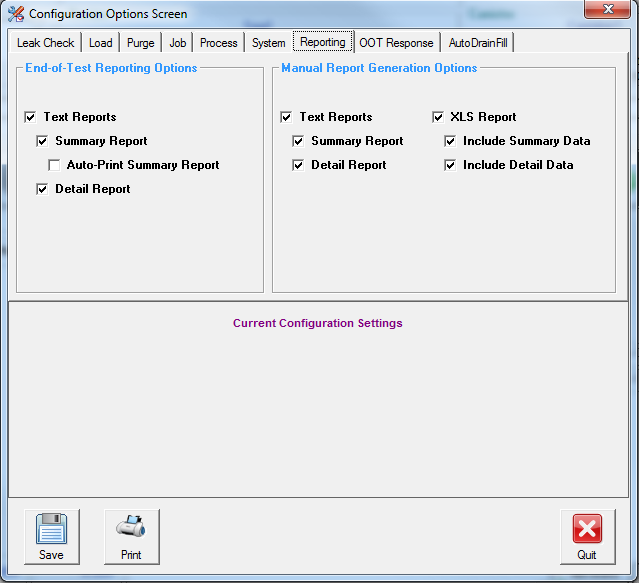 Configuration Options Screen
Leak Check Load Purge Job Process System Reporting OOT Response AutoDrainFill
End-of-Test Reporting Options
Text Reports
Summary Report
Auto-Print Summary Report
Detail Report
Manual Report Generation Options
Text Reports XLS Report
Summary Report Include Summary Data
Detail Report Include Detail Data
Current Configuration Settings
Save Print Quit